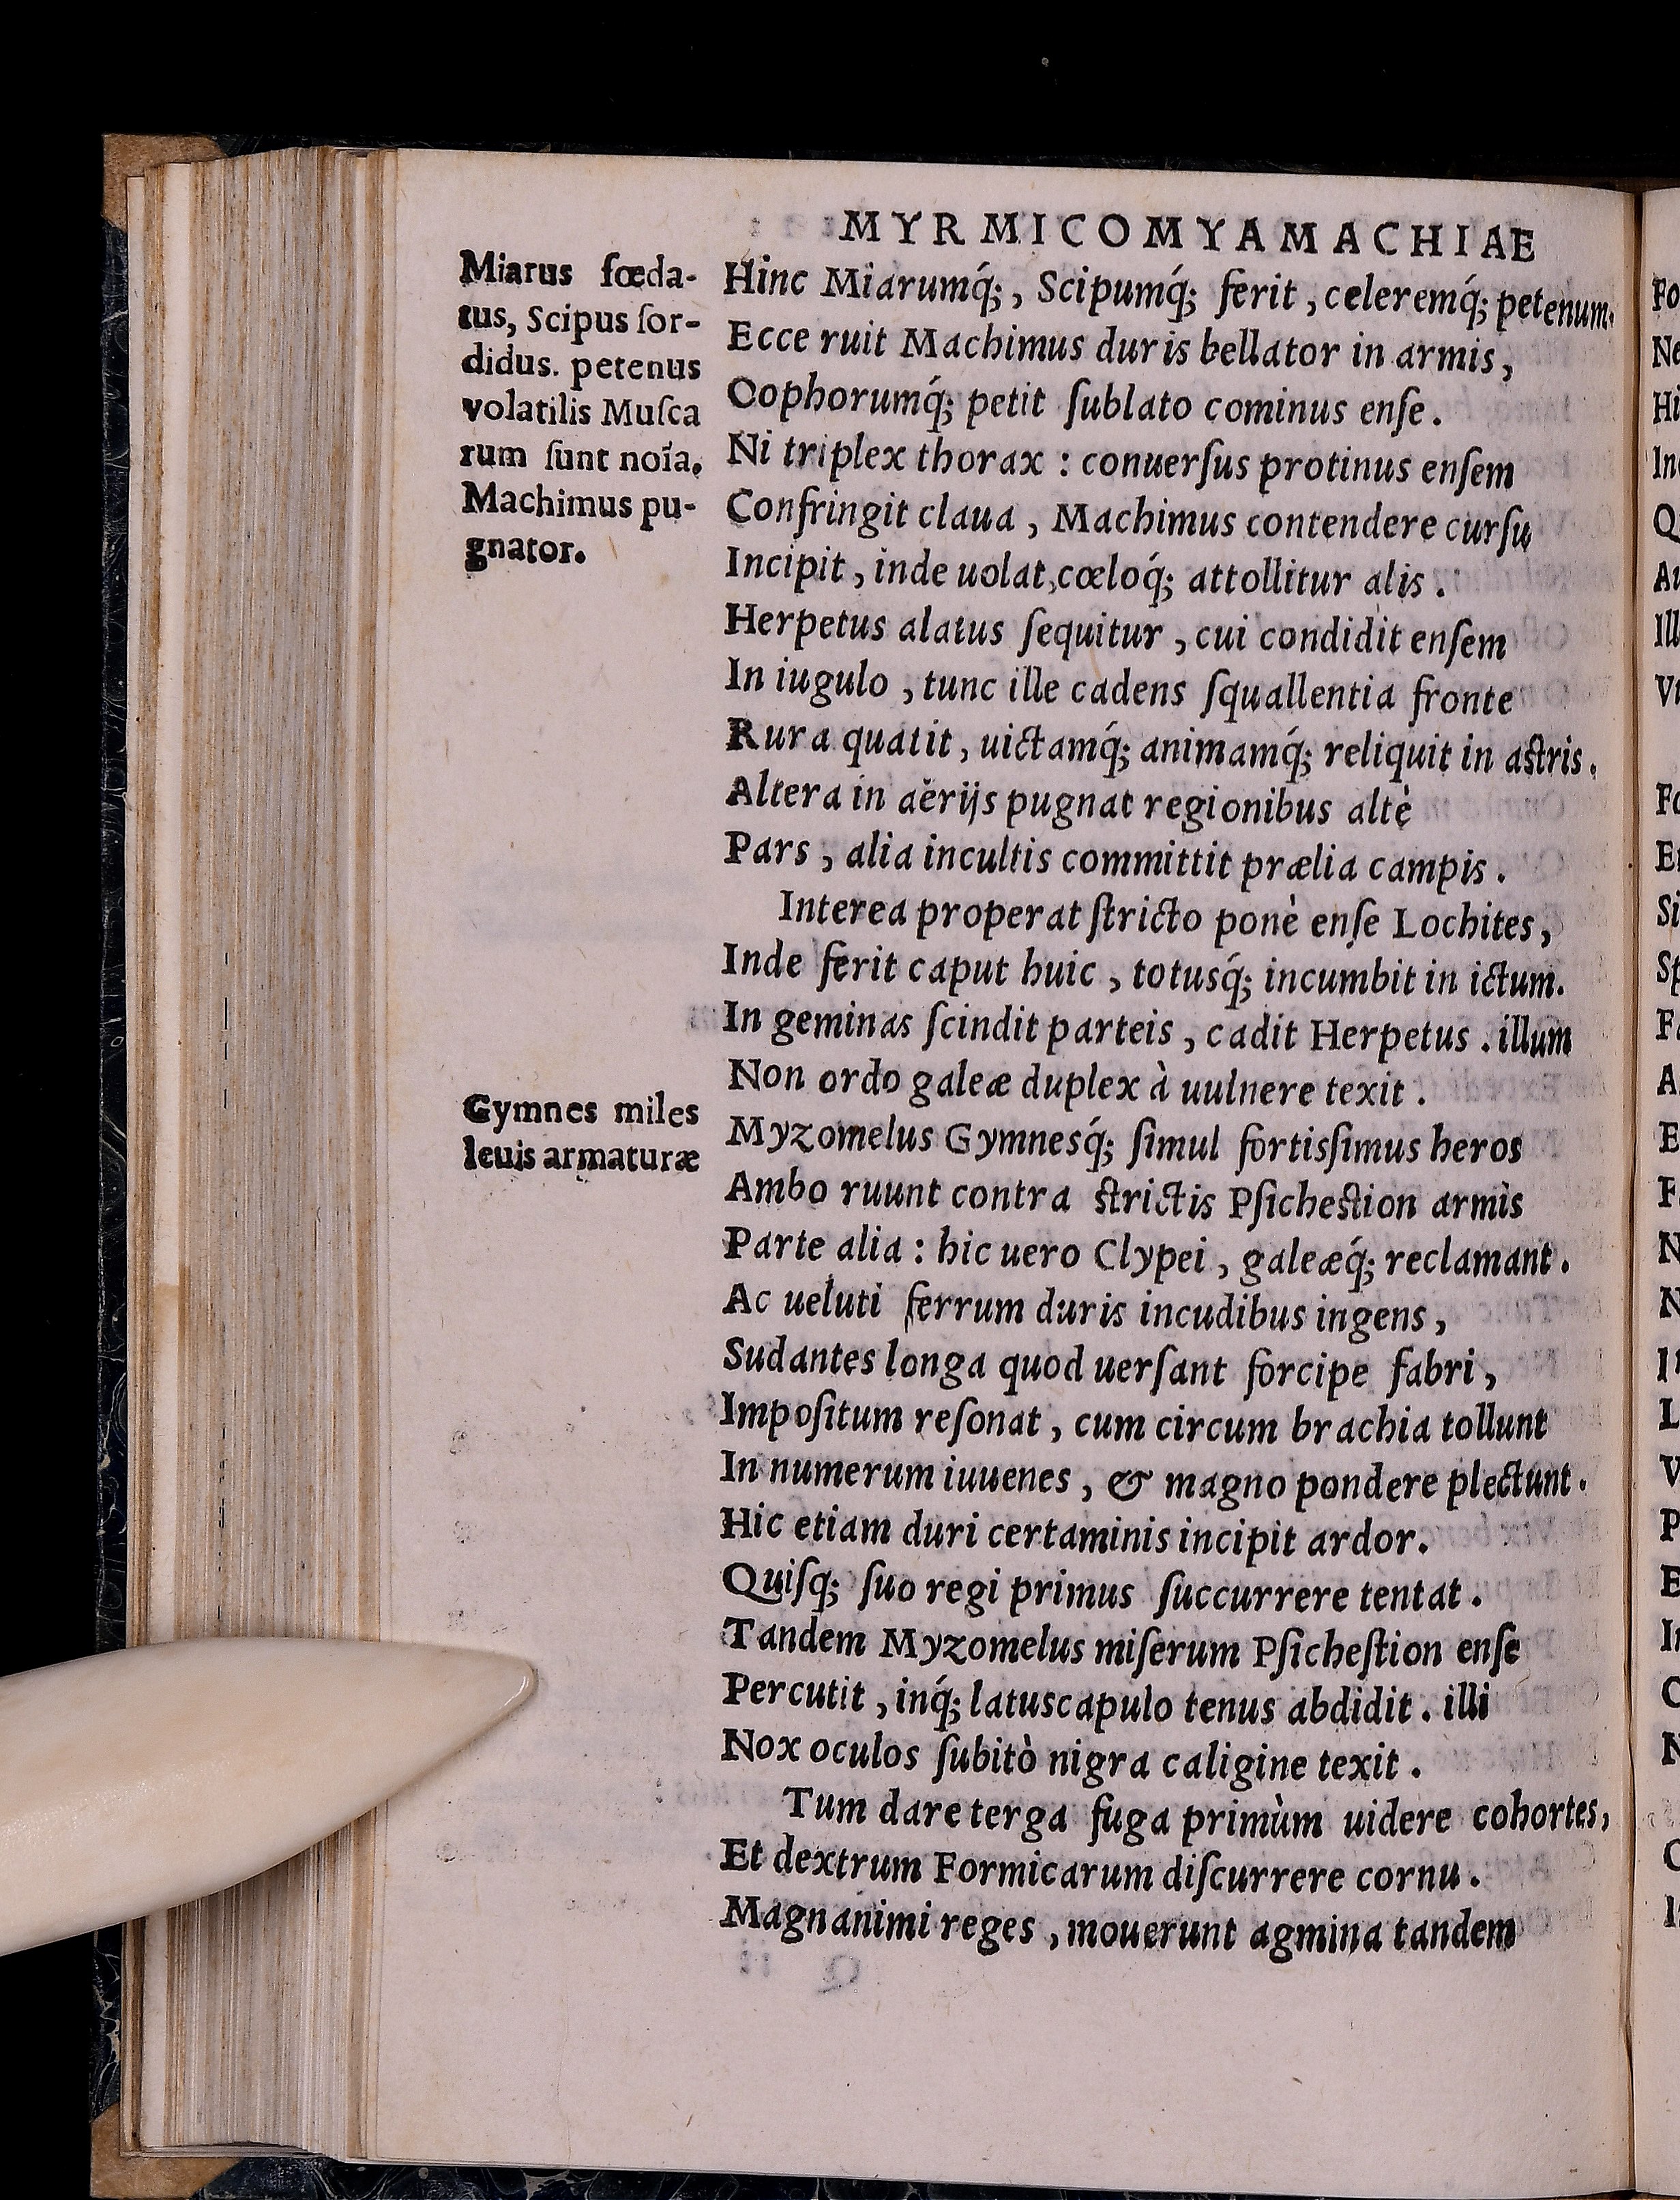 MYRMICOMYAMACHIAE
Miarus fœda-
tus, Scipus ſor-
didus. petenus
volatilis Muſca
rum ſunt noĩa.
Machimus pu-
gnator.
Hinc Miarumq́;, Scipumq́; ferit, celeremq́; petenum.
Ecce ruit Machimus duris bellator in armis,
Oophorumq́; petit ſublato cominus enſe.
Ni triplex thorax : conuerſus protinus enſem
Confringit claua, Machimus contendere curſu
Incipit, inde uolat, cœloq́; attollitur alis.
Herpetus alatus ſequitur, cui condidit enſem
In iugulo, tunc ille cadens ſquallentia fronte
Rura quatit, uictamq́; animamq́; reliquit in astris.
Altera in aërijs pugnat regionibus altè
Pars, alia incultis committit prælia campis.
Interea properat ſtricto ponè enſe Lochites,
Inde ferit caput huic, totusq́; incumbit in ictum.
In geminas ſcindit parteis, cadit Herpetus. illum
Non ordo galeæ duplex à uulnere texit.
Gymnes miles
leuis armaturæ
Myzomelus Gymnesq́; ſimul fortisſimus heros
Ambo ruunt contra strictis Pſichestion armis
Parte alia : hic uero Clypei, galeæq́; reclamant.
Ac ueluti ferrum duris incudibus ingens,
Sudantes longa quod uerſant forcipe fabri,
Impoſitum reſonat, cum circum brachia tollunt
In numerum iuuenes, & magno pondere plectunt.
Hic etiam duri certaminis incipit ardor.
Quiſq; ſuo regi primus ſuccurrere tentat.
Tandem Myzomelus miſerum Pſicheſtion enſe
Percutit, inq́; latus capulo tenus abdidit. illi
Nox oculos ſubitò nigra caligine texit.
Tum dare terga fuga primùm uidere cohortes,
Et dextrum Formicarum diſcurrere cornu.
Magnanimi reges, mouerunt agmina tandem